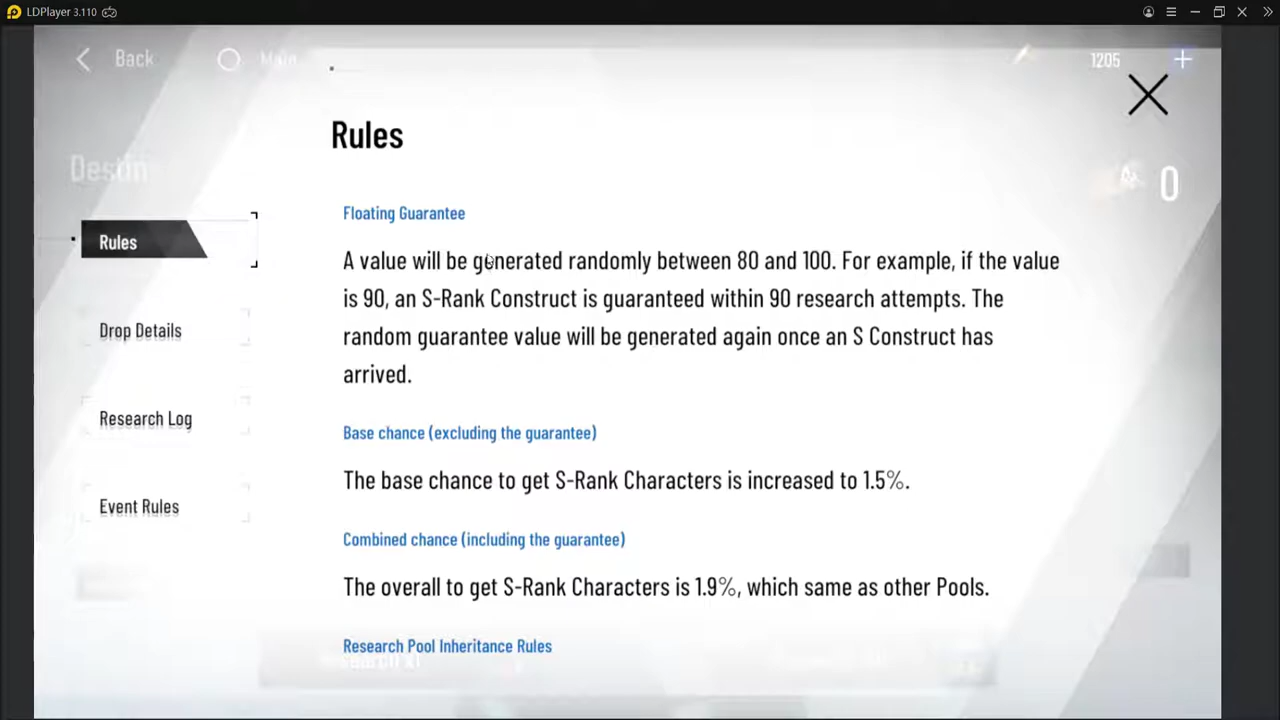 LDPlayer 3.110
Back
Main
1205
Rules
Destin
0
Floating Guarantee
Rules
A value will be generated randomly between 80 and 100. For example, if the value
is 90, an S-Rank Construct is guaranteed within 90 research attempts. The
Drop Details
random guarantee value will be generated again once an S Construct has
arrived.
Research Log
Base chance (excluding the guarantee)
The base chance to get S-Rank Characters is increased to 1.5%.
Event Rules
Combined chance (including the guarantee)
The overall to get S-Rank Characters is 1.9%, which same as other Pools.
Research Pool Inheritance Rules